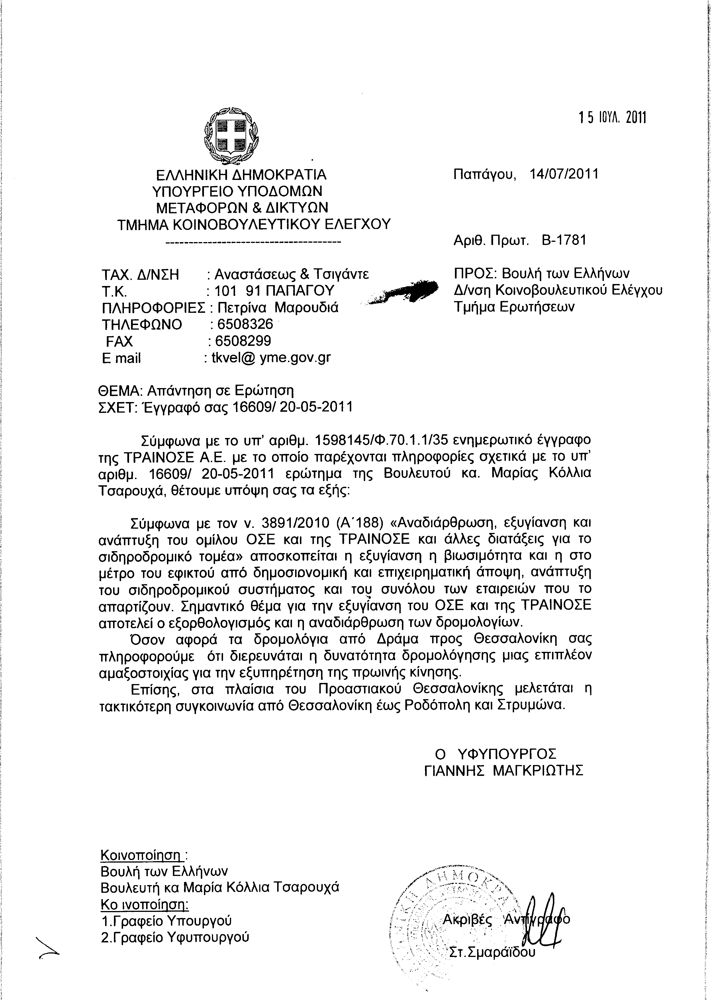 15 ΙΟΥΛ. 2011
ΕΛΛΗΝΙΚΗ ΔΗΜΟΚΡΑΤΙΑ
ΥΠΟΥΡΓΕΙΟ ΥΠΟΔΟΜΩΝ
ΜΕΤΑΦΟΡΩΝ & ΔΙΚΤΥΩΝ
ΤΜΗΜΑ ΚΟΙΝΟΒΟΥΛΕΥΤΙΚΟΥ ΕΛΕΓΧΟΥ
--------------------------------------
Παπάγου, 14/07/2011
Αριθ. Πρωτ. Β-1781
ΤΑΧ. Δ/ΝΣΗ : Αναστάσεως & Τσιγάντε
Τ.Κ. : 101 91 ΠΑΠΑΓΟΥ
ΠΛΗΡΟΦΟΡΙΕΣ : Πετρίνα Μαρουδιά
ΤΗΛΕΦΩΝΟ : 6508326
FAX : 6508299
E mail : tkvel@ yme.gov.gr
ΠΡΟΣ: Βουλή των Ελλήνων
Δ/νση Κοινοβουλευτικού Ελέγχου
Τμήμα Ερωτήσεων
ΘΕΜΑ: Απάντηση σε Ερώτηση
ΣΧΕΤ: Έγγραφό σας 16609/ 20-05-2011
Σύμφωνα με το υπ’ αριθμ. 1598145/Φ.70.1.1/35 ενημερωτικό έγγραφο
της ΤΡΑΙΝΟΣΕ Α.Ε. με το οποίο παρέχονται πληροφορίες σχετικά με το υπ’
αριθμ. 16609/ 20-05-2011 ερώτημα της Βουλευτού κα. Μαρίας Κόλλια
Τσαρουχά, θέτουμε υπόψη σας τα εξής:
Σύμφωνα με τον ν. 3891/2010 (Α΄188) «Αναδιάρθρωση, εξυγίανση και
ανάπτυξη του ομίλου ΟΣΕ και της ΤΡΑΙΝΟΣΕ και άλλες διατάξεις για το
σιδηροδρομικό τομέα» αποσκοπείται η εξυγίανση η βιωσιμότητα και η στο
μέτρο του εφικτού από δημοσιονομική και επιχειρηματική άποψη, ανάπτυξη
του σιδηροδρομικού συστήματος και του συνόλου των εταιρειών που το
απαρτίζουν. Σημαντικό θέμα για την εξυγίανση του ΟΣΕ και της ΤΡΑΙΝΟΣΕ
αποτελεί ο εξορθολογισμός και η αναδιάρθρωση των δρομολογίων.
Όσον αφορά τα δρομολόγια από Δράμα προς Θεσσαλονίκη σας
πληροφορούμε ότι διερευνάται η δυνατότητα δρομολόγησης μιας επιπλέον
αμαξοστοιχίας για την εξυπηρέτηση της πρωινής κίνησης.
Επίσης, στα πλαίσια του Προαστιακού Θεσσαλονίκης μελετάται η
τακτικότερη συγκοινωνία από Θεσσαλονίκη έως Ροδόπολη και Στρυμώνα.
Ο ΥΦΥΠΟΥΡΓΟΣ
ΓΙΑΝΝΗΣ ΜΑΓΚΡΙΩΤΗΣ
Κοινοποίηση :
Βουλή των Ελλήνων
Βουλευτή κα Μαρία Κόλλια Τσαρουχά
Κο ινοποίηση:
1.Γραφείο Υπουργού
2.Γραφείο Υφυπουργού
Ακριβές Αντίγραφο
Στ.Σμαραϊδου